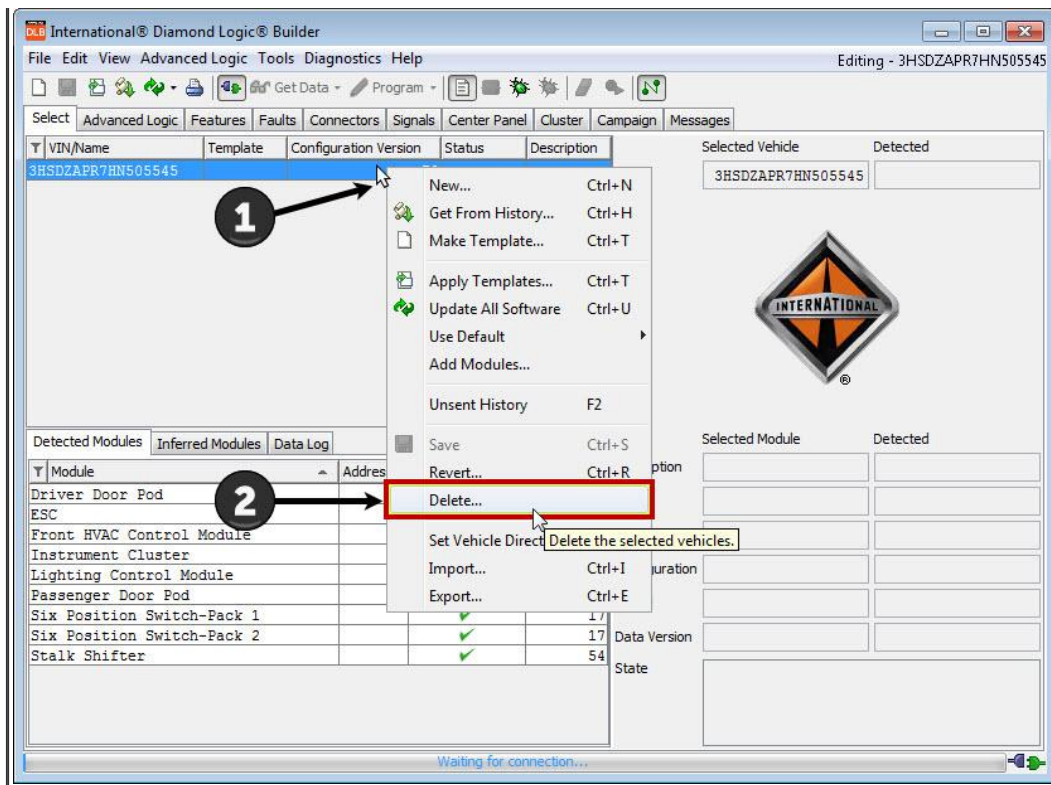 DLB International® Diamond Logic® Builder
File Edit View Advanced Logic Tools Diagnostics Help Editing - 3HSDZAPR7HN505545
Get Data Program
Select Advanced Logic Features Faults Connectors Signals Center Panel Cluster Campaign Messages
VIN/Name Template Configuration Version Status Description Selected Vehicle Detected
3HSDZAPR7HN505545 3HSDZAPR7HN505545
New... Ctrl+N
1 Get From History... Ctrl+H
Make Template... Ctrl+T
Apply Templates... Ctrl+T
Update All Software Ctrl+U
INTERNATIONAL ®
Use Default
Add Modules...
Unsent History F2
Detected Modules Inferred Modules Data Log Save Ctrl+S Selected Module Detected
Module Addres Revert... Ctrl+R ption
Driver Door Pod 2 Delete...
ESC
Front HVAC Control Module Set Vehicle Direct Delete the selected vehicles.
Instrument Cluster
Lighting Control Module Import... Ctrl+I juration
Passenger Door Pod Export... Ctrl+E
Six Position Switch-Pack 1 17
Six Position Switch-Pack 2 17 Data Version
Stalk Shifter 54
State
Waiting for connection...